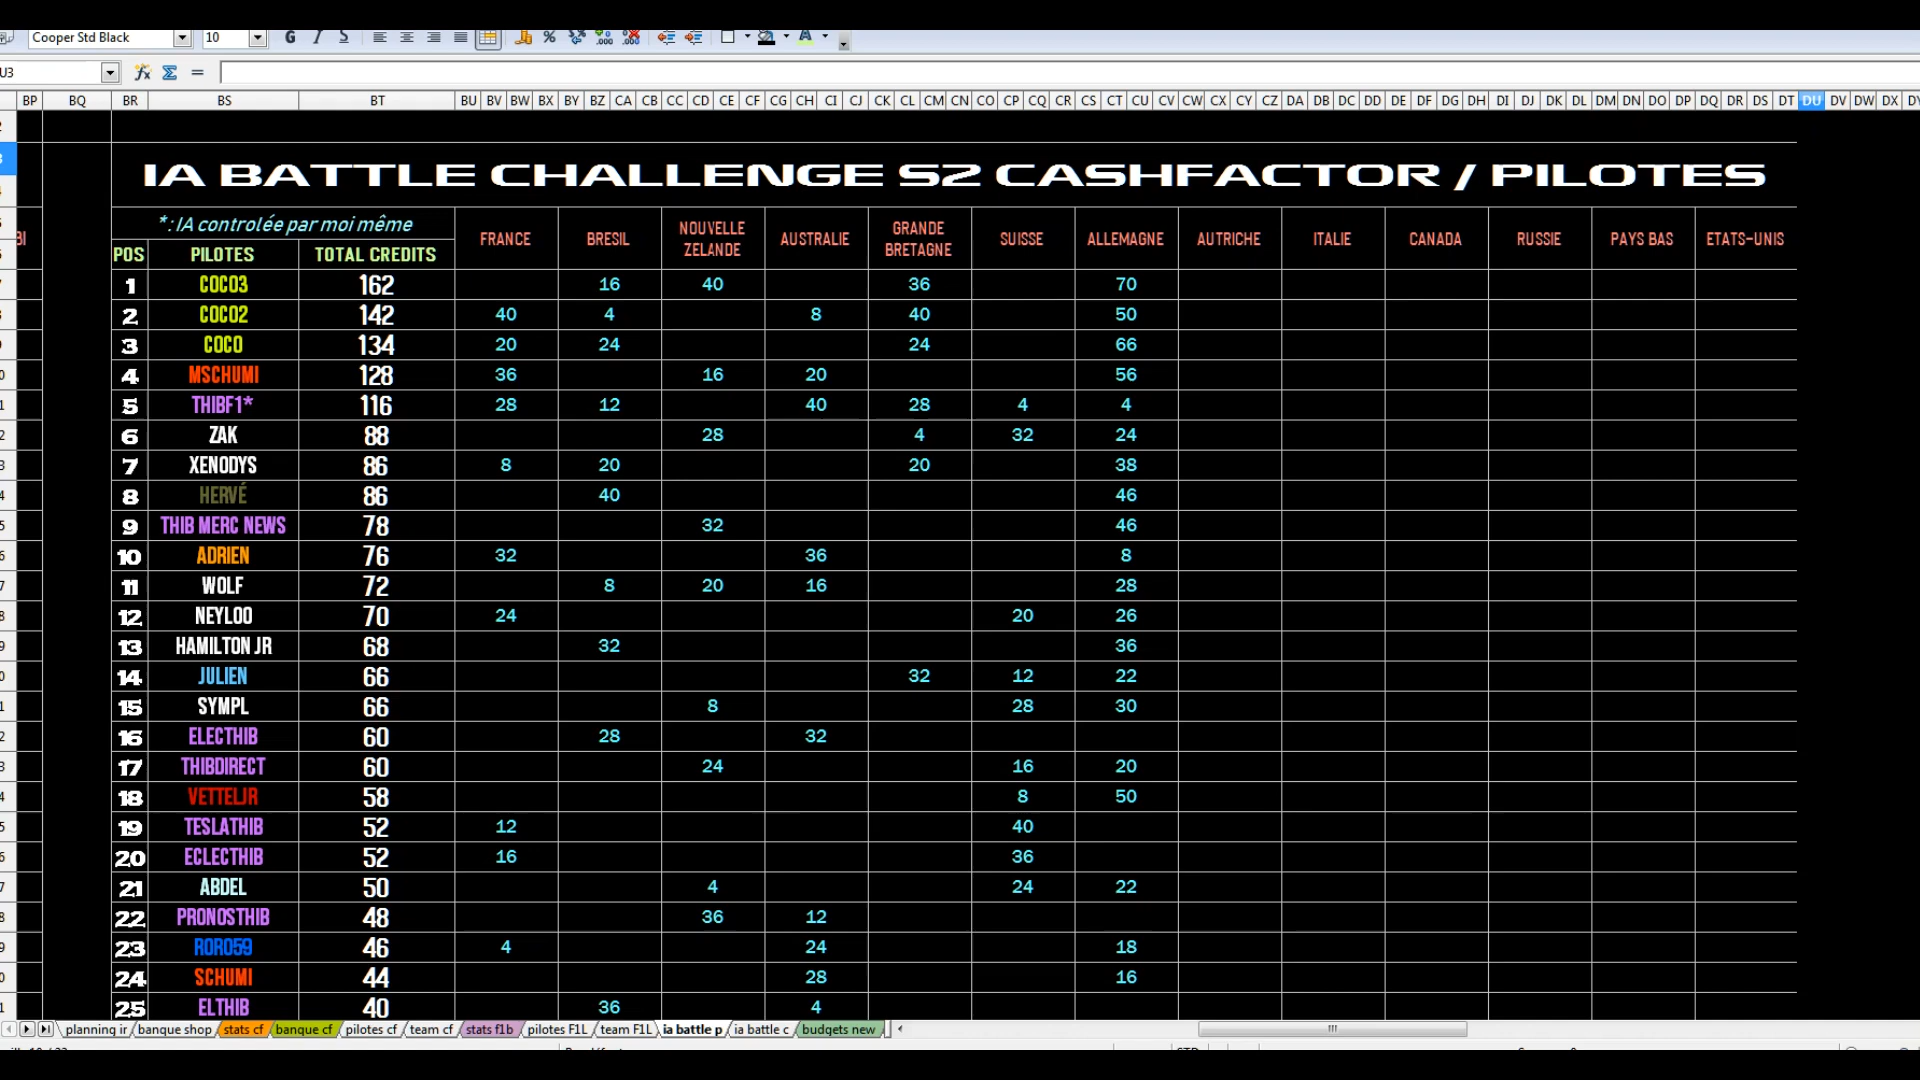 Cooper Std Black 10 G I S
U3 fx Σ =
BP BQ BR BS BT BU BV BW BX BY BZ CA CB CC CD CE CF CG CH CI CJ CK CL CM CN CO CP CQ CR CS CT CU CV CW CX CY CZ DA DB DC DD DE DF DG DH DI DJ DK DL DM DN DO DP DQ DR DS DT DU DV DW DX
IA BATTLE CHALLENGE S2 CASHFACTOR / PILOTES
*: IA controlée par moi même
POS PILOTES TOTAL CREDITS FRANCE BRESIL NOUVELLE ZELANDE AUSTRALIE GRANDE BRETAGNE SUISSE ALLEMAGNE AUTRICHE ITALIE CANADA RUSSIE PAYS BAS ETATS-UNIS
1 COCO3 162 16 40 36 70
2 COCO2 142 40 4 8 40 50
3 COCO 134 20 24 24 66
4 MSCHUMI 128 36 16 20 56
5 THIBF1* 116 28 12 40 28 4 4
6 ZAK 88 28 4 32 24
7 XENODYS 86 8 20 20 38
8 HERVÉ 86 40 46
9 THIB MERC NEWS 78 32 46
10 ADRIEN 76 32 36 8
11 WOLF 72 8 20 16 28
12 NEYLOO 70 24 20 26
13 HAMILTON JR 68 32 36
14 JULIEN 66 32 12 22
15 SYMPL 66 8 28 30
16 ELECTHIB 60 28 32
17 THIBDIRECT 60 24 16 20
18 VETTELJR 58 8 50
19 TESLATHIB 52 12 40
20 ECLECTHIB 52 16 36
21 ABDEL 50 4 24 22
22 PRONOSTHIB 48 36 12
23 RORO59 46 4 24 18
24 SCHUMI 44 28 16
25 ELTHIB 40 36 4
planning ir banque shop stats cf banque cf pilotes cf team cf stats f1b pilotes F1L team F1L ia battle p ia battle c budgets new